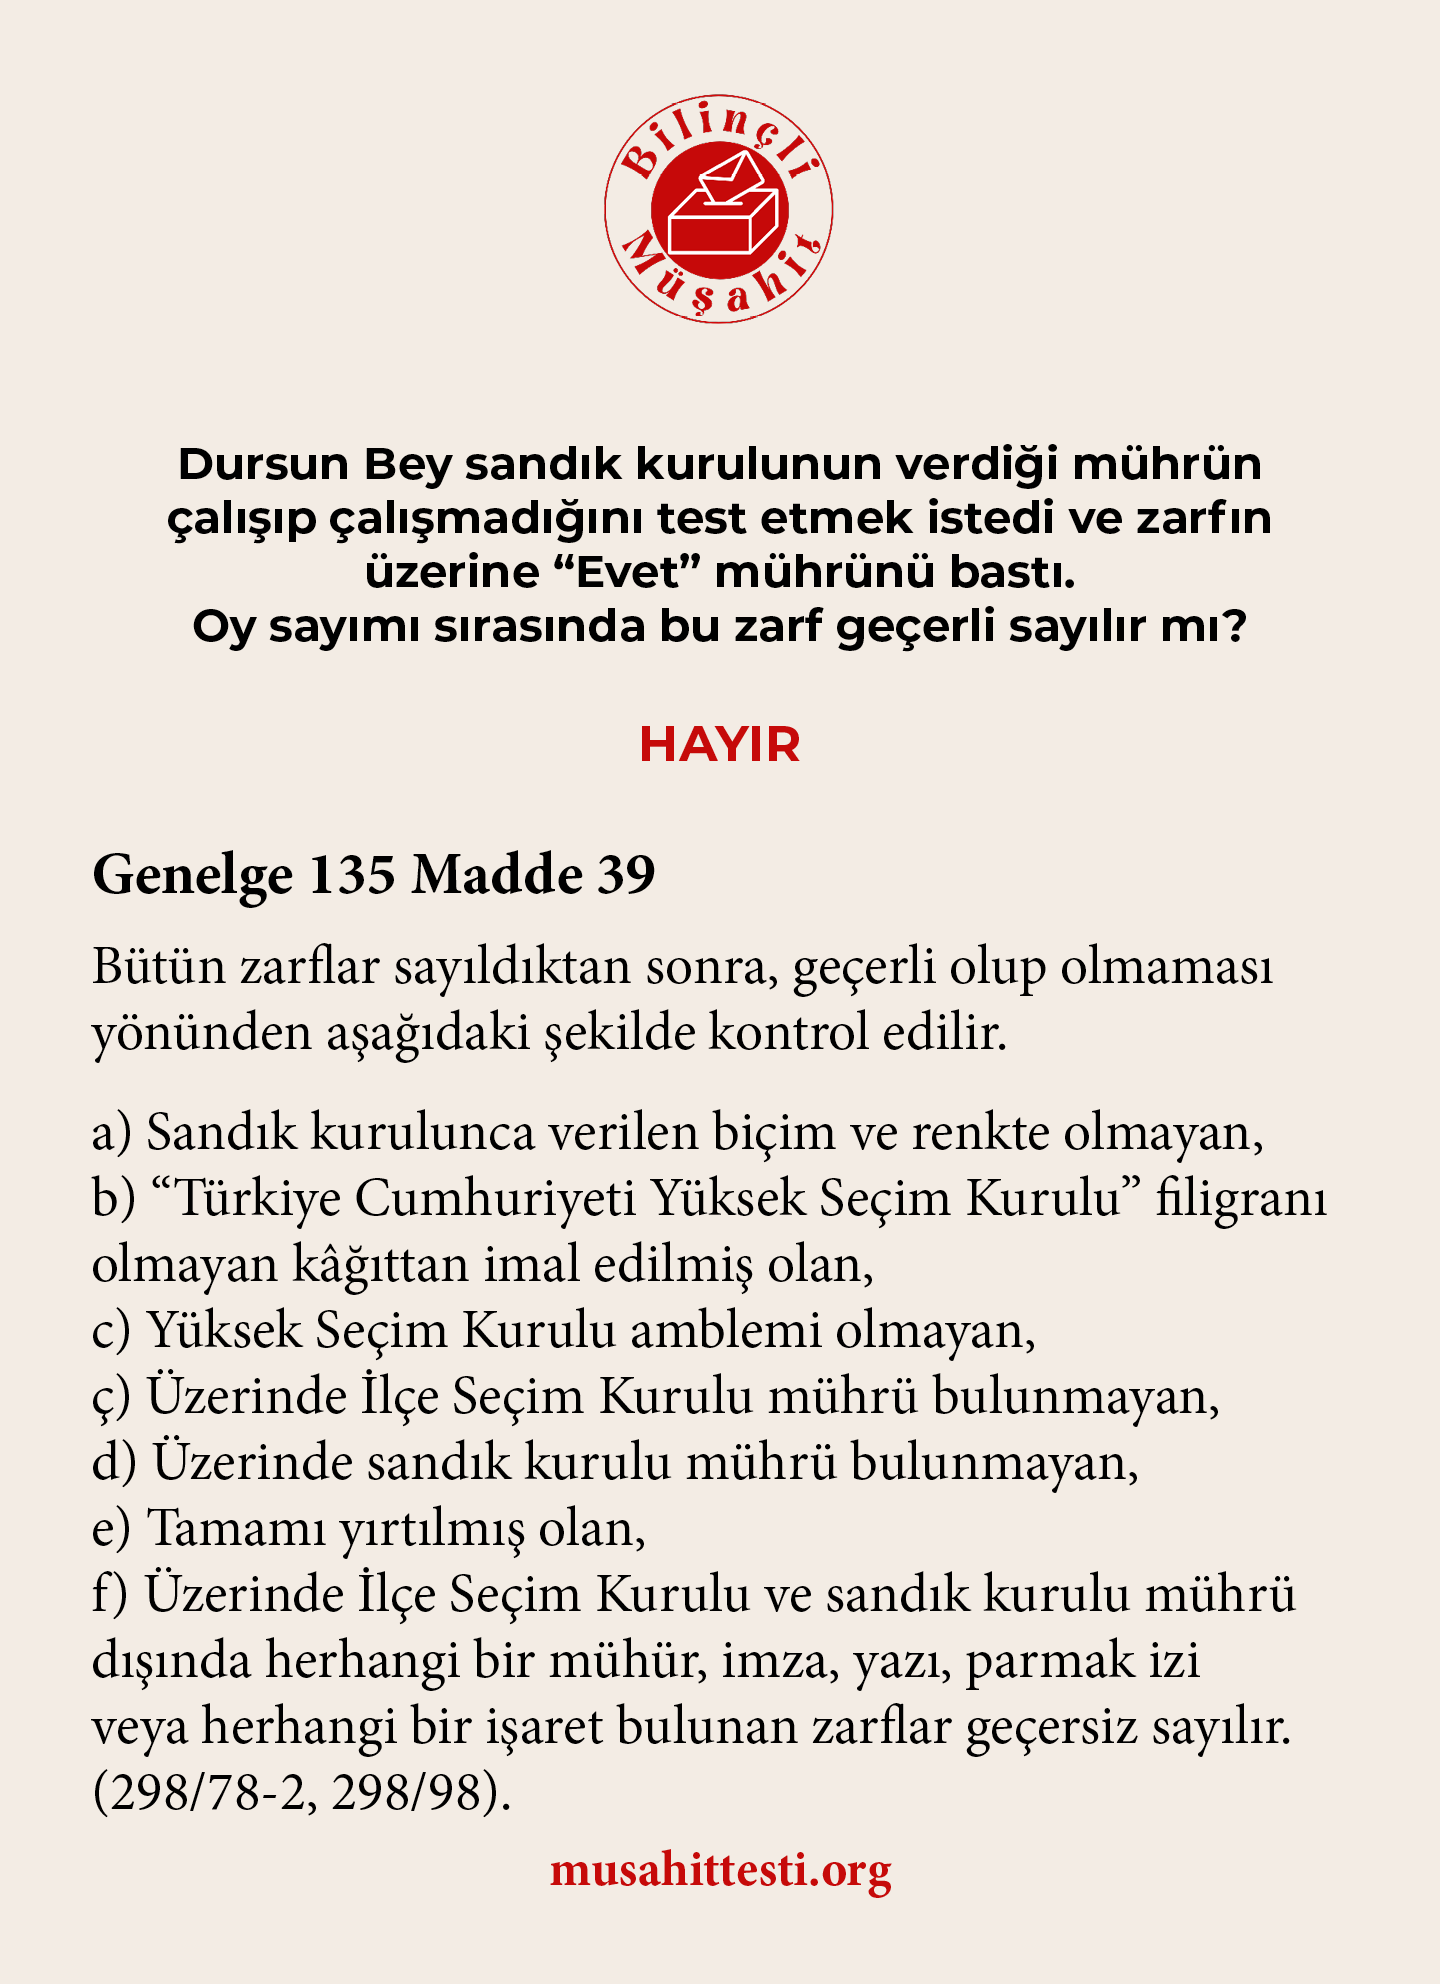 Bilinçli
Müşahit
Dursun Bey sandık kurulunun verdiği mührün
çalışıp çalışmadığını test etmek istedi ve zarfın
üzerine “Evet” mührünü bastı.
Oy sayımı sırasında bu zarf geçerli sayılır mı?
HAYIR
Genelge 135 Madde 39
Bütün zarflar sayıldıktan sonra, geçerli olup olmaması
yönünden aşağıdaki şekilde kontrol edilir.
a) Sandık kurulunca verilen biçim ve renkte olmayan,
b) “Türkiye Cumhuriyeti Yüksek Seçim Kurulu” filigranı
olmayan kâğıttan imal edilmiş olan,
c) Yüksek Seçim Kurulu amblemi olmayan,
ç) Üzerinde İlçe Seçim Kurulu mührü bulunmayan,
d) Üzerinde sandık kurulu mührü bulunmayan,
e) Tamamı yırtılmış olan,
f) Üzerinde İlçe Seçim Kurulu ve sandık kurulu mührü
dışında herhangi bir mühür, imza, yazı, parmak izi
veya herhangi bir işaret bulunan zarflar geçersiz sayılır.
(298/78-2, 298/98).
musahittesti.org